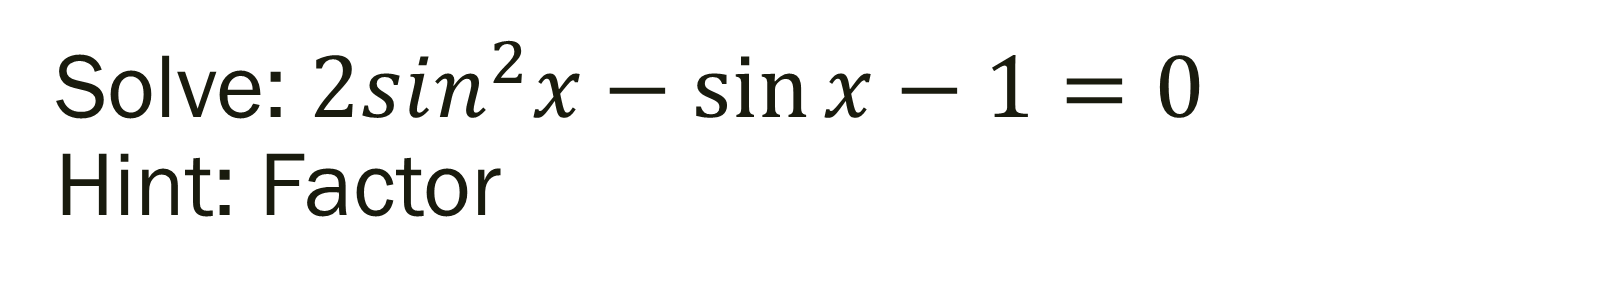 Solve: 2sin²x − sin x − 1 = 0
Hint: Factor